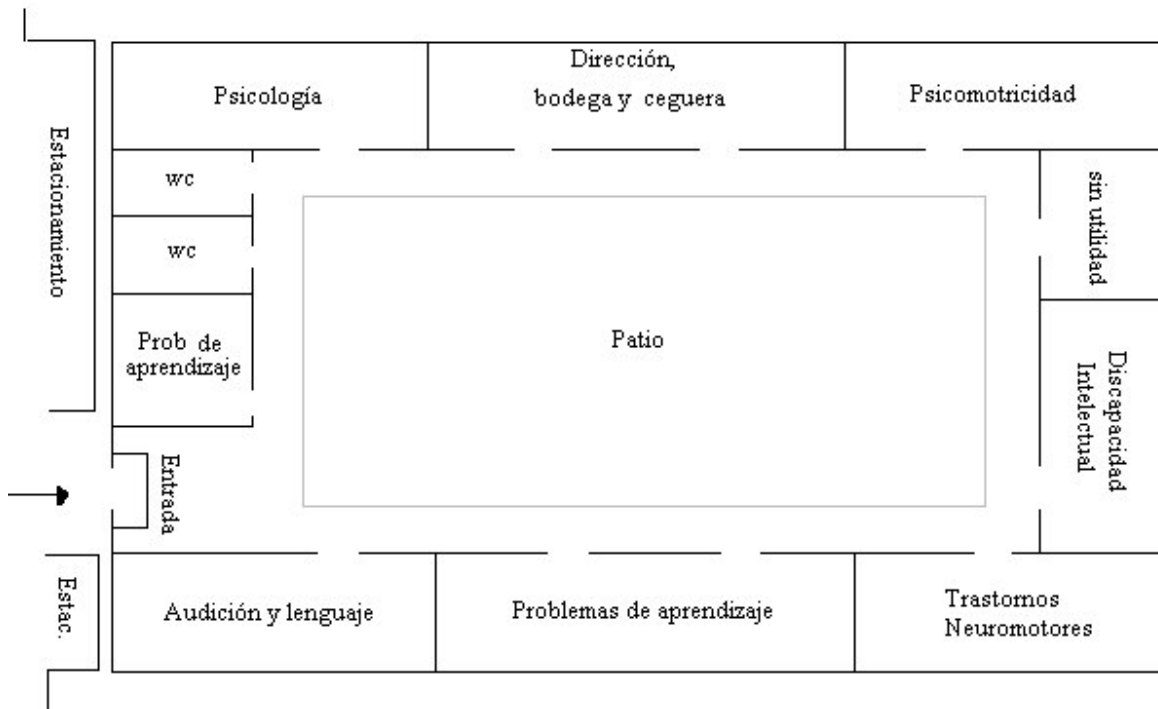 Dirección,
bodega y ceguera
Psicología
Psicomotricidad
Estacionamiento
wc
sin utilidad
wc
Prob de
aprendizaje
Patio
Discapacidad
Intelectual
Entrada
Estac.
Audición y lenguaje
Problemas de aprendizaje
Trastornos
Neuromotores